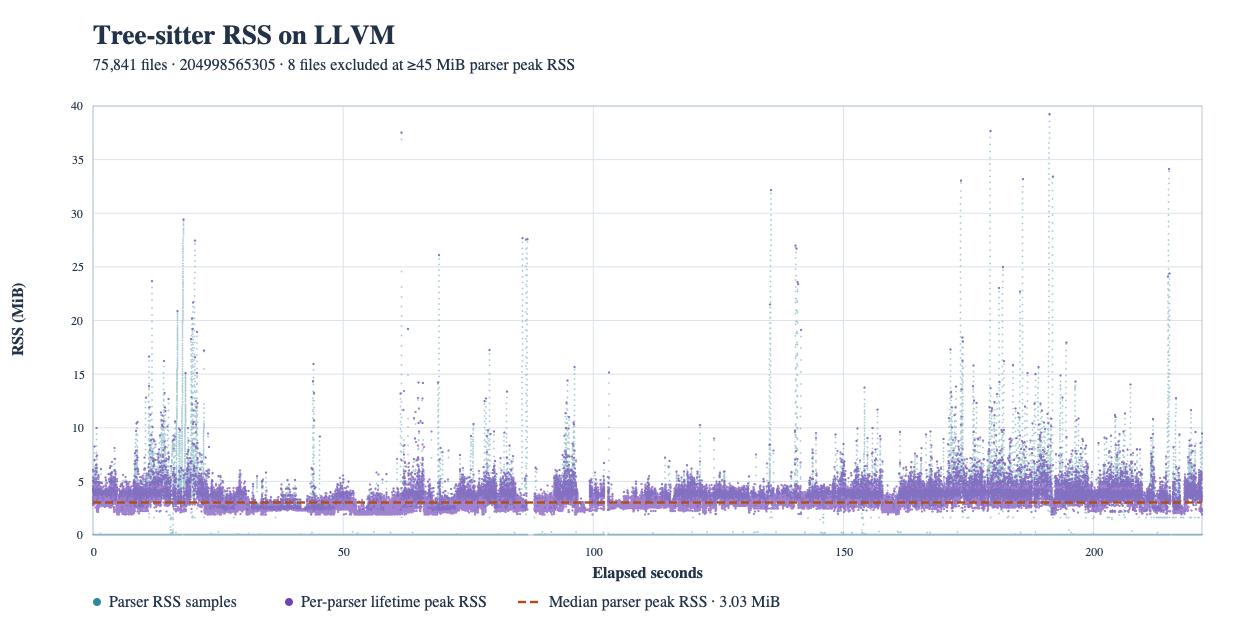 Tree-sitter RSS on LLVM
75,841 files · 204998565305 · 8 files excluded at ≥45 MiB parser peak RSS
40
35
30
25
20
15
10
5
0
RSS (MiB)
0 50 100 150 200
Elapsed seconds
Parser RSS samples Per-parser lifetime peak RSS Median parser peak RSS · 3.03 MiB